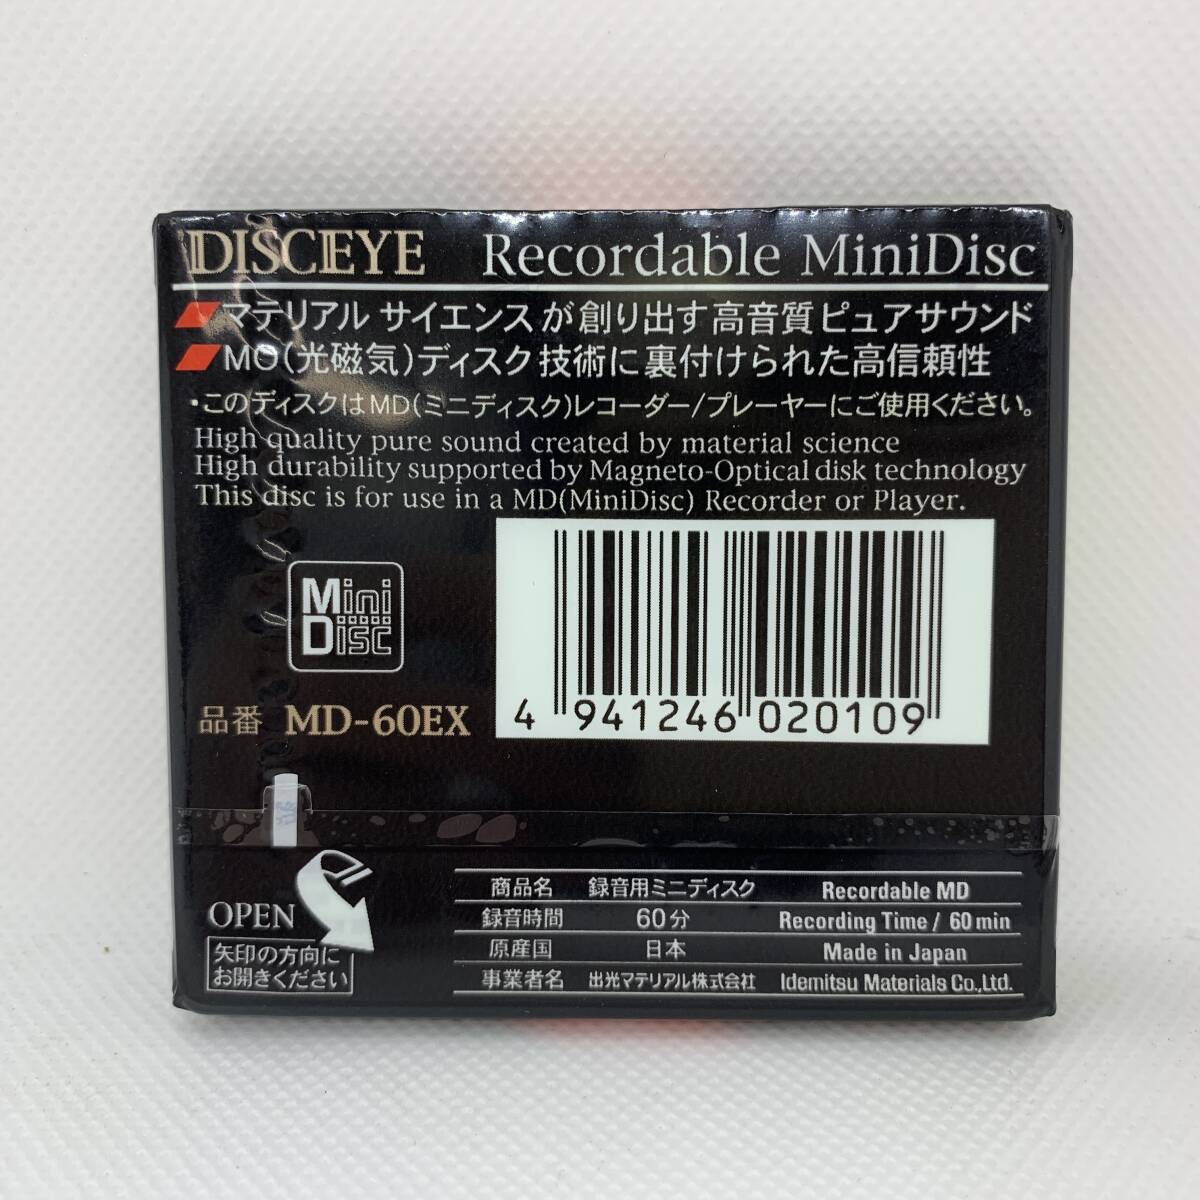 DISCEYE Recordable MiniDisc
マテリアル サイエンスが創り出す高音質ピュアサウンド
MO(光磁気)ディスク技術に裏付けられた高信頼性
・このディスクはMD(ミニディスク)レコーダー/プレーヤーにご使用ください。
High quality pure sound created by material science
High durability supported by Magneto-Optical disk technology
This disc is for use in a MD(MiniDisc) Recorder or Player.
Mini
Disc
品番 MD-60EX
4 941246 020109
OPEN
矢印の方向に
お開きください
商品名 録音用ミニディスク Recordable MD
録音時間 60分 Recording Time / 60 min
原産国 日本 Made in Japan
事業者名 出光マテリアル株式会社 Idemitsu Materials Co.,Ltd.